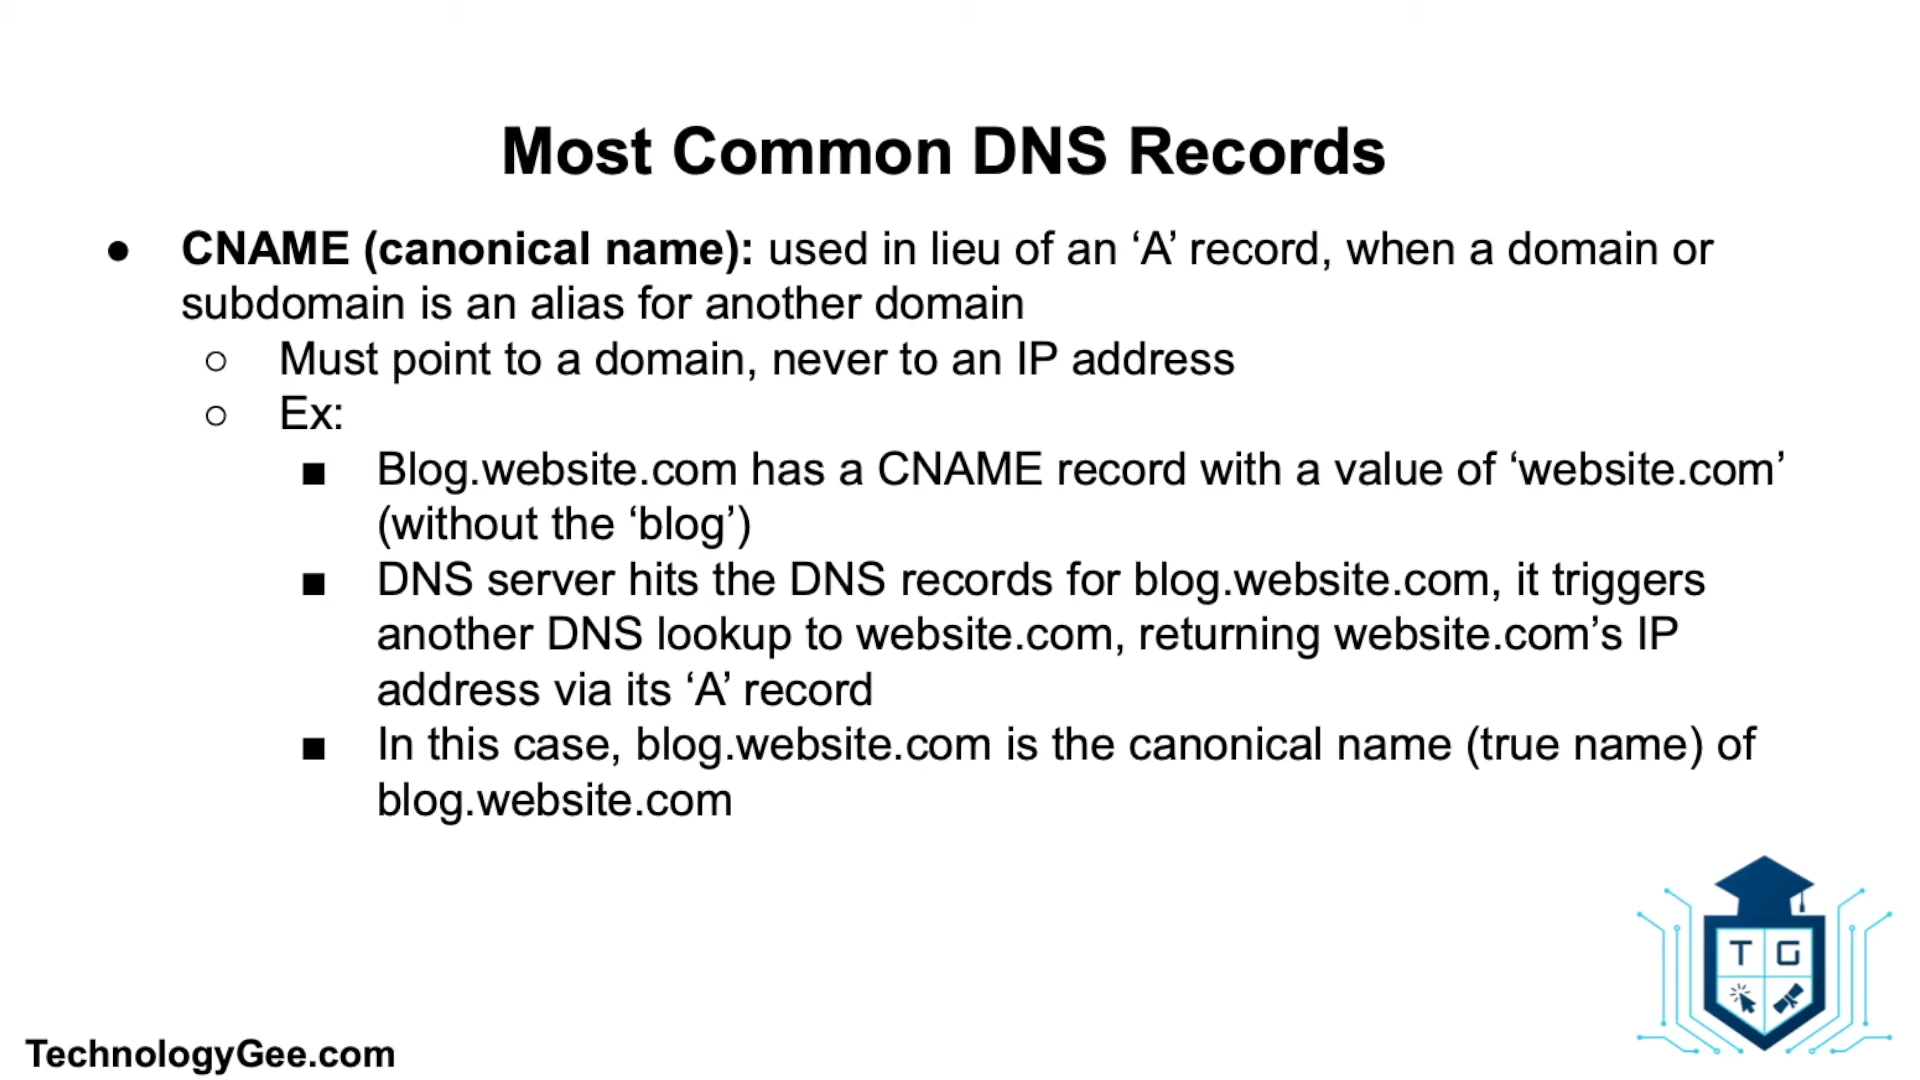 Most Common DNS Records
● CNAME (canonical name): used in lieu of an ‘A’ record, when a domain or
subdomain is an alias for another domain
○ Must point to a domain, never to an IP address
○ Ex:
■ Blog.website.com has a CNAME record with a value of ‘website.com’
(without the ‘blog’)
■ DNS server hits the DNS records for blog.website.com, it triggers
another DNS lookup to website.com, returning website.com’s IP
address via its ‘A’ record
■ In this case, blog.website.com is the canonical name (true name) of
blog.website.com
T G
TechnologyGee.com